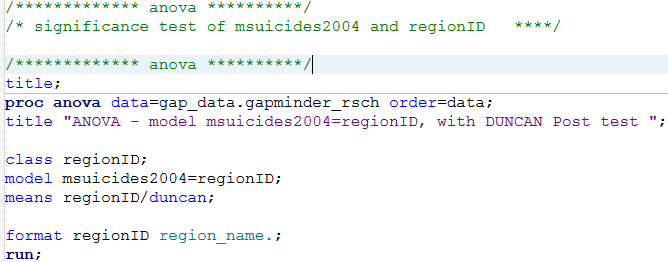 /************* anova **********/
/* significance test of msuicides2004 and regionID   ****/
/************* anova **********/
title;
proc anova data=gap_data.gapminder_rsch order=data;
title "ANOVA - model msuicides2004=regionID, with DUNCAN Post test ";
class regionID;
model msuicides2004=regionID;
means regionID/duncan;
format regionID region_name.;
run;